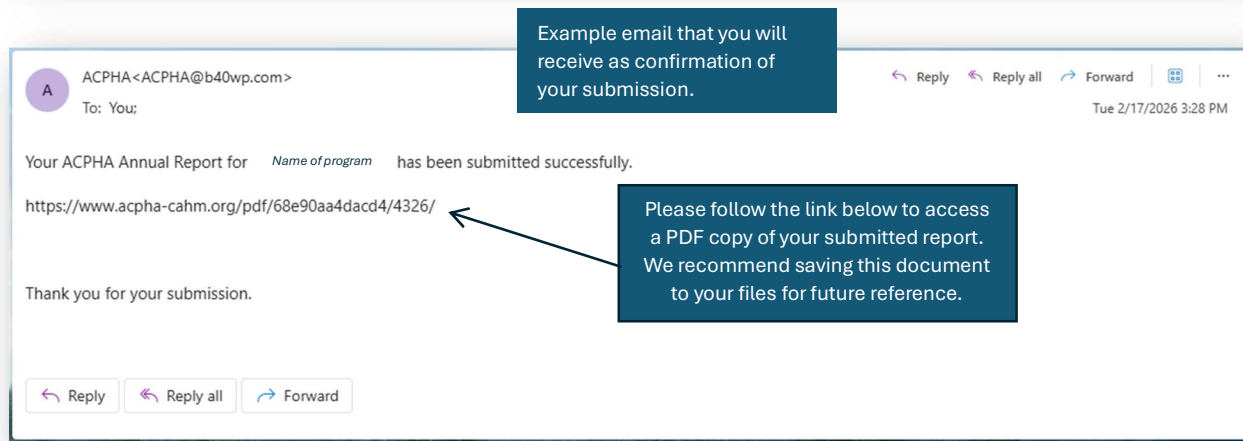 Example email that you will
receive as confirmation of
your submission.
A
ACPHA<ACPHA@b40wp.com>
To: You;
Reply Reply all Forward ...
Tue 2/17/2026 3:28 PM
Your ACPHA Annual Report for Name of program has been submitted successfully.
https://www.acpha-cahm.org/pdf/68e90aa4dacd4/4326/
Please follow the link below to access
a PDF copy of your submitted report.
We recommend saving this document
to your files for future reference.
Thank you for your submission.
Reply Reply all Forward